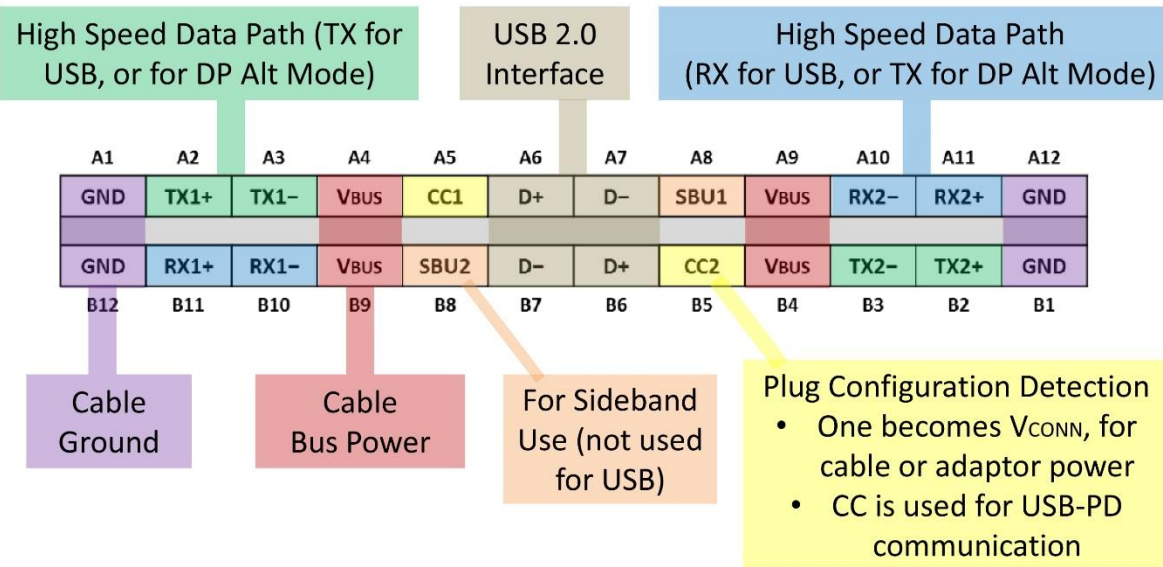 High Speed Data Path (TX for
USB, or for DP Alt Mode)
USB 2.0
Interface
High Speed Data Path
(RX for USB, or TX for DP Alt Mode)
A1 A2 A3 A4 A5 A6 A7 A8 A9 A10 A11 A12
GND TX1+ TX1− VBUS CC1 D+ D− SBU1 VBUS RX2− RX2+ GND
GND RX1+ RX1− VBUS SBU2 D− D+ CC2 VBUS TX2− TX2+ GND
B12 B11 B10 B9 B8 B7 B6 B5 B4 B3 B2 B1
Cable
Ground
Cable
Bus Power
For Sideband
Use (not used
for USB)
Plug Configuration Detection
• One becomes VCONN, for
cable or adaptor power
• CC is used for USB-PD
communication